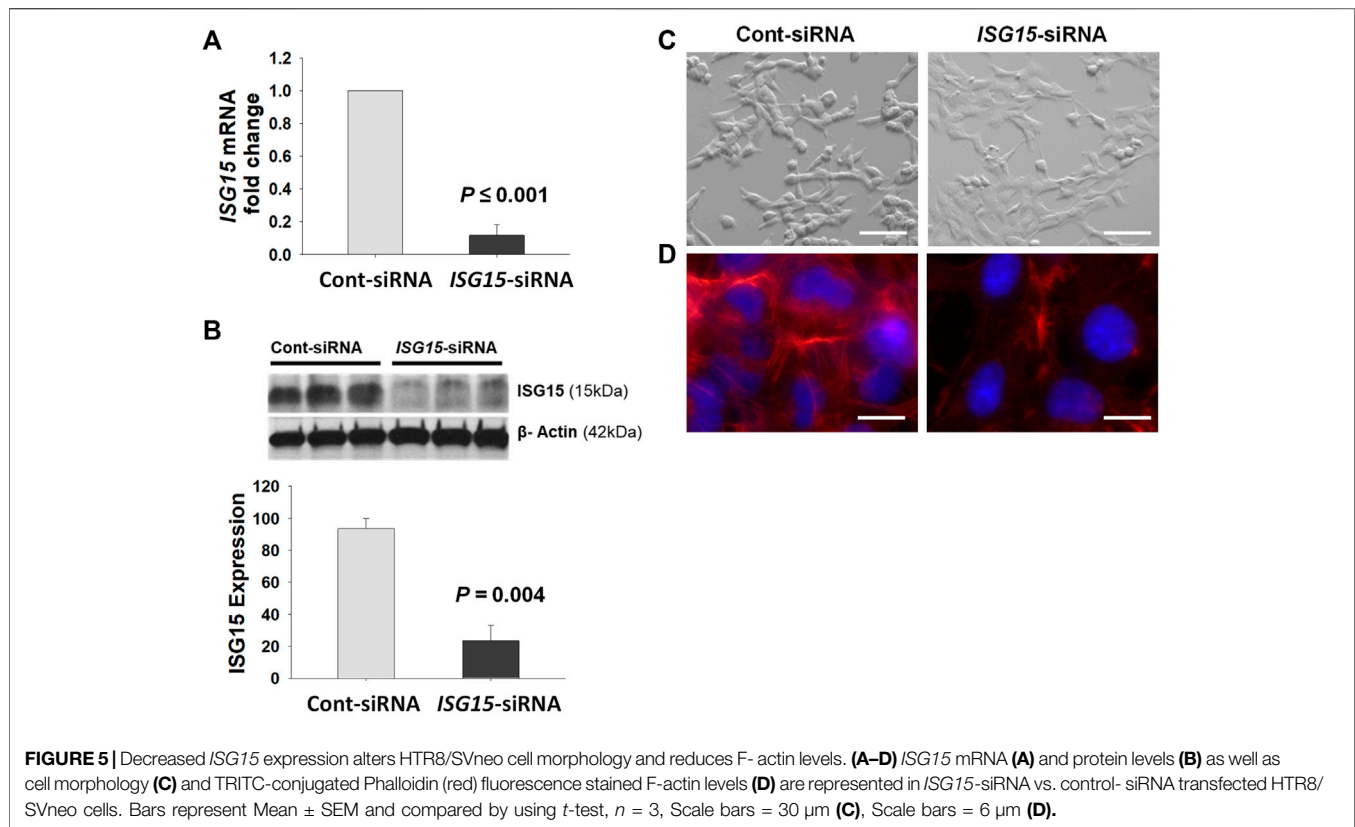 A
1.2
1.0
0.8
0.6
0.4
0.2
0.0
ISG15 mRNA
fold change
P ≤ 0.001
Cont-siRNA ISG15-siRNA
B
Cont-siRNA ISG15-siRNA
ISG15 (15kDa)
β- Actin (42kDa)
120
100
80
60
40
20
0
ISG15 Expression
P = 0.004
Cont-siRNA ISG15-siRNA
C
Cont-siRNA ISG15-siRNA
D
FIGURE 5 | Decreased ISG15 expression alters HTR8/SVneo cell morphology and reduces F- actin levels. (A–D) ISG15 mRNA (A) and protein levels (B) as well as
cell morphology (C) and TRITC-conjugated Phalloidin (red) fluorescence stained F-actin levels (D) are represented in ISG15-siRNA vs. control- siRNA transfected HTR8/
SVneo cells. Bars represent Mean ± SEM and compared by using t-test, n = 3, Scale bars = 30 μm (C), Scale bars = 6 μm (D).